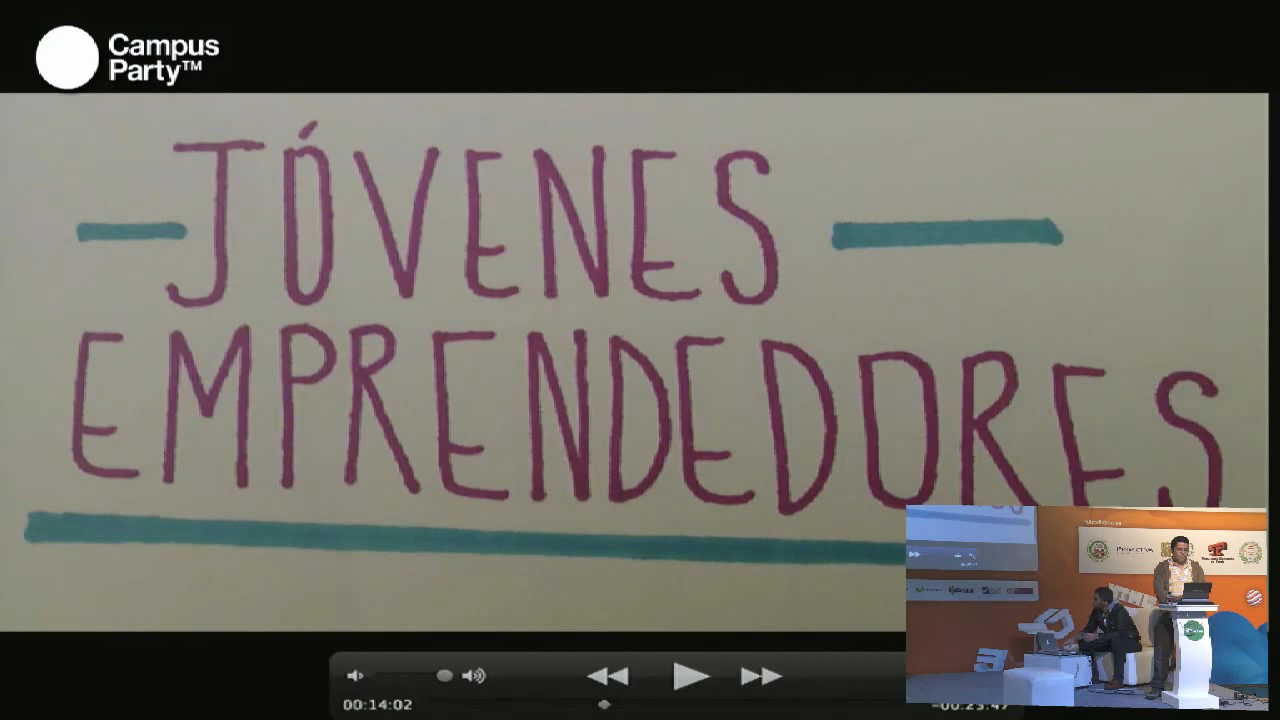 Campus
Party™
JÓVENES
EMPRENDEDORES
00:14:02